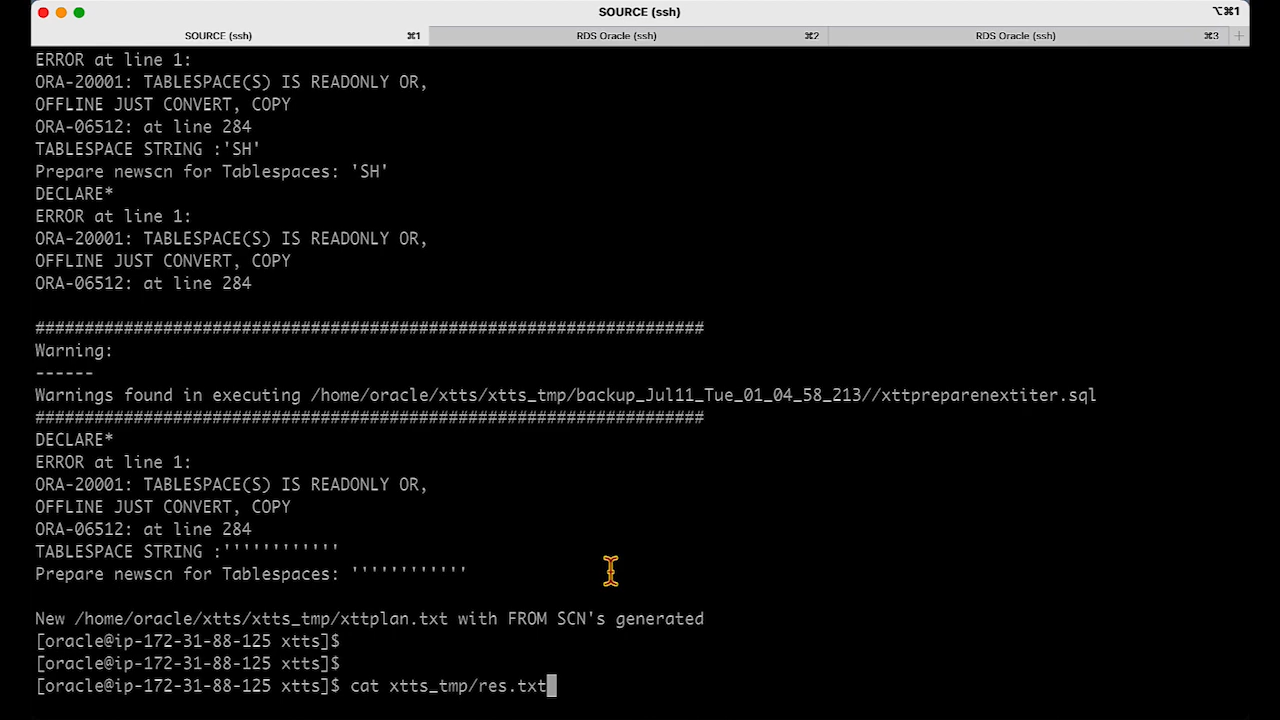 SOURCE (ssh)
⌥⌘1
SOURCE (ssh) ⌘1 RDS Oracle (ssh) ⌘2 RDS Oracle (ssh) ⌘3 +
ERROR at line 1:
ORA-20001: TABLESPACE(S) IS READONLY OR,
OFFLINE JUST CONVERT, COPY
ORA-06512: at line 284
TABLESPACE STRING :'SH'
Prepare newscn for Tablespaces: 'SH'
DECLARE*
ERROR at line 1:
ORA-20001: TABLESPACE(S) IS READONLY OR,
OFFLINE JUST CONVERT, COPY
ORA-06512: at line 284
####################################################################
Warning:
------
Warnings found in executing /home/oracle/xtts/xtts_tmp/backup_Jul11_Tue_01_04_58_213//xttpreparenextiter.sql
####################################################################
DECLARE*
ERROR at line 1:
ORA-20001: TABLESPACE(S) IS READONLY OR,
OFFLINE JUST CONVERT, COPY
ORA-06512: at line 284
TABLESPACE STRING :''''''''''''
Prepare newscn for Tablespaces: ''''''''''''
New /home/oracle/xtts/xtts_tmp/xttplan.txt with FROM SCN's generated
[oracle@ip-172-31-88-125 xtts]$
[oracle@ip-172-31-88-125 xtts]$
[oracle@ip-172-31-88-125 xtts]$ cat xtts_tmp/res.txt